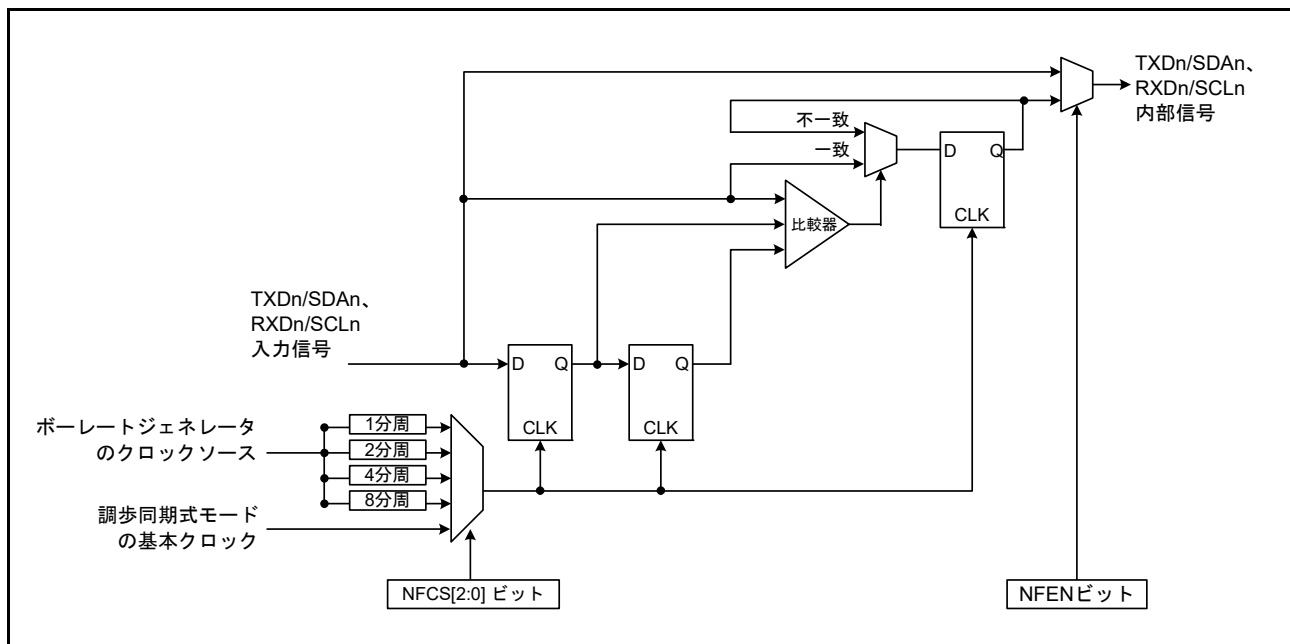 TXDn/SDAn、
RXDn/SCLn
内部信号
不一致
一致
D
Q
CLK
比較器
TXDn/SDAn、
RXDn/SCLn
入力信号
D
Q
CLK
D
Q
CLK
ボーレートジェネレータ
のクロックソース
1分周
2分周
4分周
8分周
調歩同期式モード
の基本クロック
NFCS[2:0] ビット
NFENビット